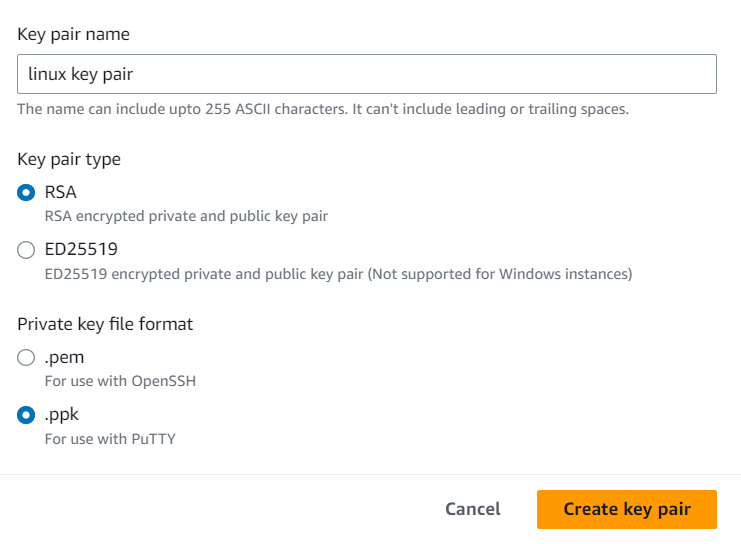 Key pair name
linux key pair
The name can include upto 255 ASCII characters. It can't include leading or trailing spaces.
Key pair type
RSA
RSA encrypted private and public key pair
ED25519
ED25519 encrypted private and public key pair (Not supported for Windows instances)
Private key file format
.pem
For use with OpenSSH
.ppk
For use with PuTTY
Cancel
Create key pair